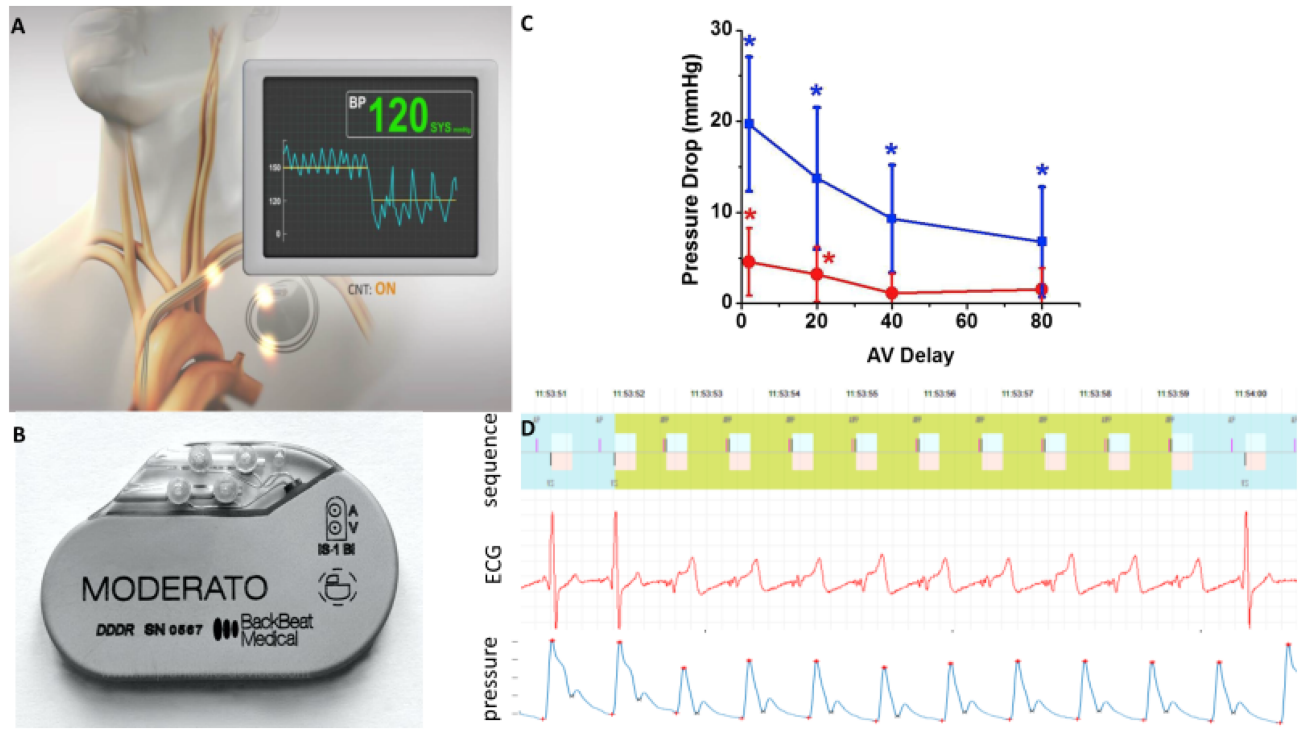 A
BP 120 SYS mmHg
150
120
0
CNT: ON
B
A
V
IS-1 BI
MODERATO
DDDR SN 0567 BackBeat
Medical
C
30
20
10
0
Pressure Drop (mmHg)
0 20 40 60 80
AV Delay
* * * *
* *
11:53:51 11:53:52 11:53:53 11:53:54 11:53:55 11:53:56 11:53:57 11:53:58 11:53:59 11:54:00
D
sequence
ECG
pressure